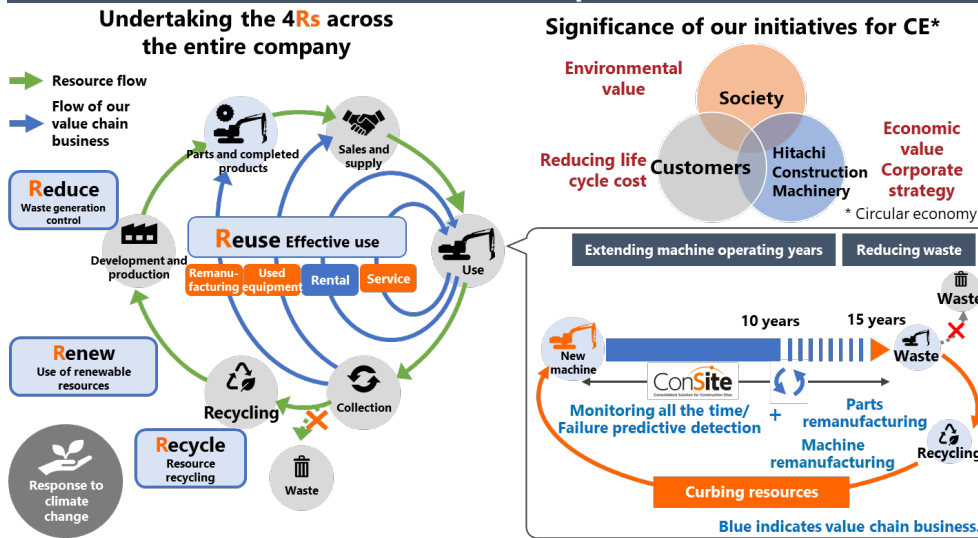 Undertaking the 4Rs across
the entire company
Resource flow
Flow of our
value chain
business
Parts and completed
products
Sales and
supply
Reduce
Waste generation
control
Development and
production
Reuse Effective use
Remanu-
facturing
Used
equipment
Rental
Service
Use
Renew
Use of renewable
resources
Recycling
Collection
Recycle
Resource
recycling
Waste
Response to
climate
change
Significance of our initiatives for CE*
Environmental
value
Society
Reducing life
cycle cost
Customers
Hitachi
Construction
Machinery
Economic
value
Corporate
strategy
* Circular economy
Extending machine operating years
Reducing waste
Waste
10 years
15 years
New
machine
Waste
ConSite
Consolidated Solution for Construction Sites
Monitoring all the time/
Failure predictive detection
+
Parts
remanufacturing
Machine
remanufacturing
Recycling
Curbing resources
Blue indicates value chain business.